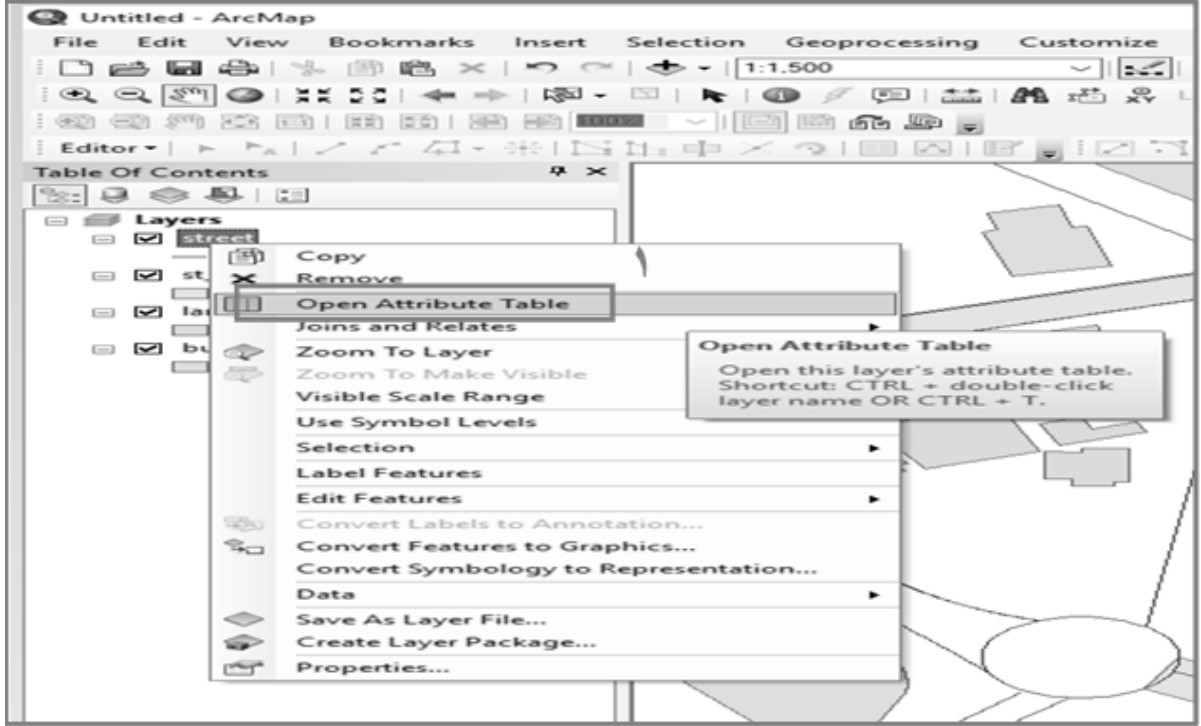 Untitled - ArcMap
File Edit View Bookmarks Insert Selection Geoprocessing Customize
1:1,500
100%
Editor
Table Of Contents
Layers
street
Copy
Remove
Open Attribute Table
Joins and Relates
Zoom To Layer
Zoom To Make Visible
Visible Scale Range
Use Symbol Levels
Selection
Label Features
Edit Features
Convert Labels to Annotation...
Convert Features to Graphics...
Convert Symbology to Representation...
Data
Save As Layer File...
Create Layer Package...
Properties...
Open Attribute Table
Open this layer's attribute table.
Shortcut: CTRL + double-click
layer name OR CTRL + T.
١